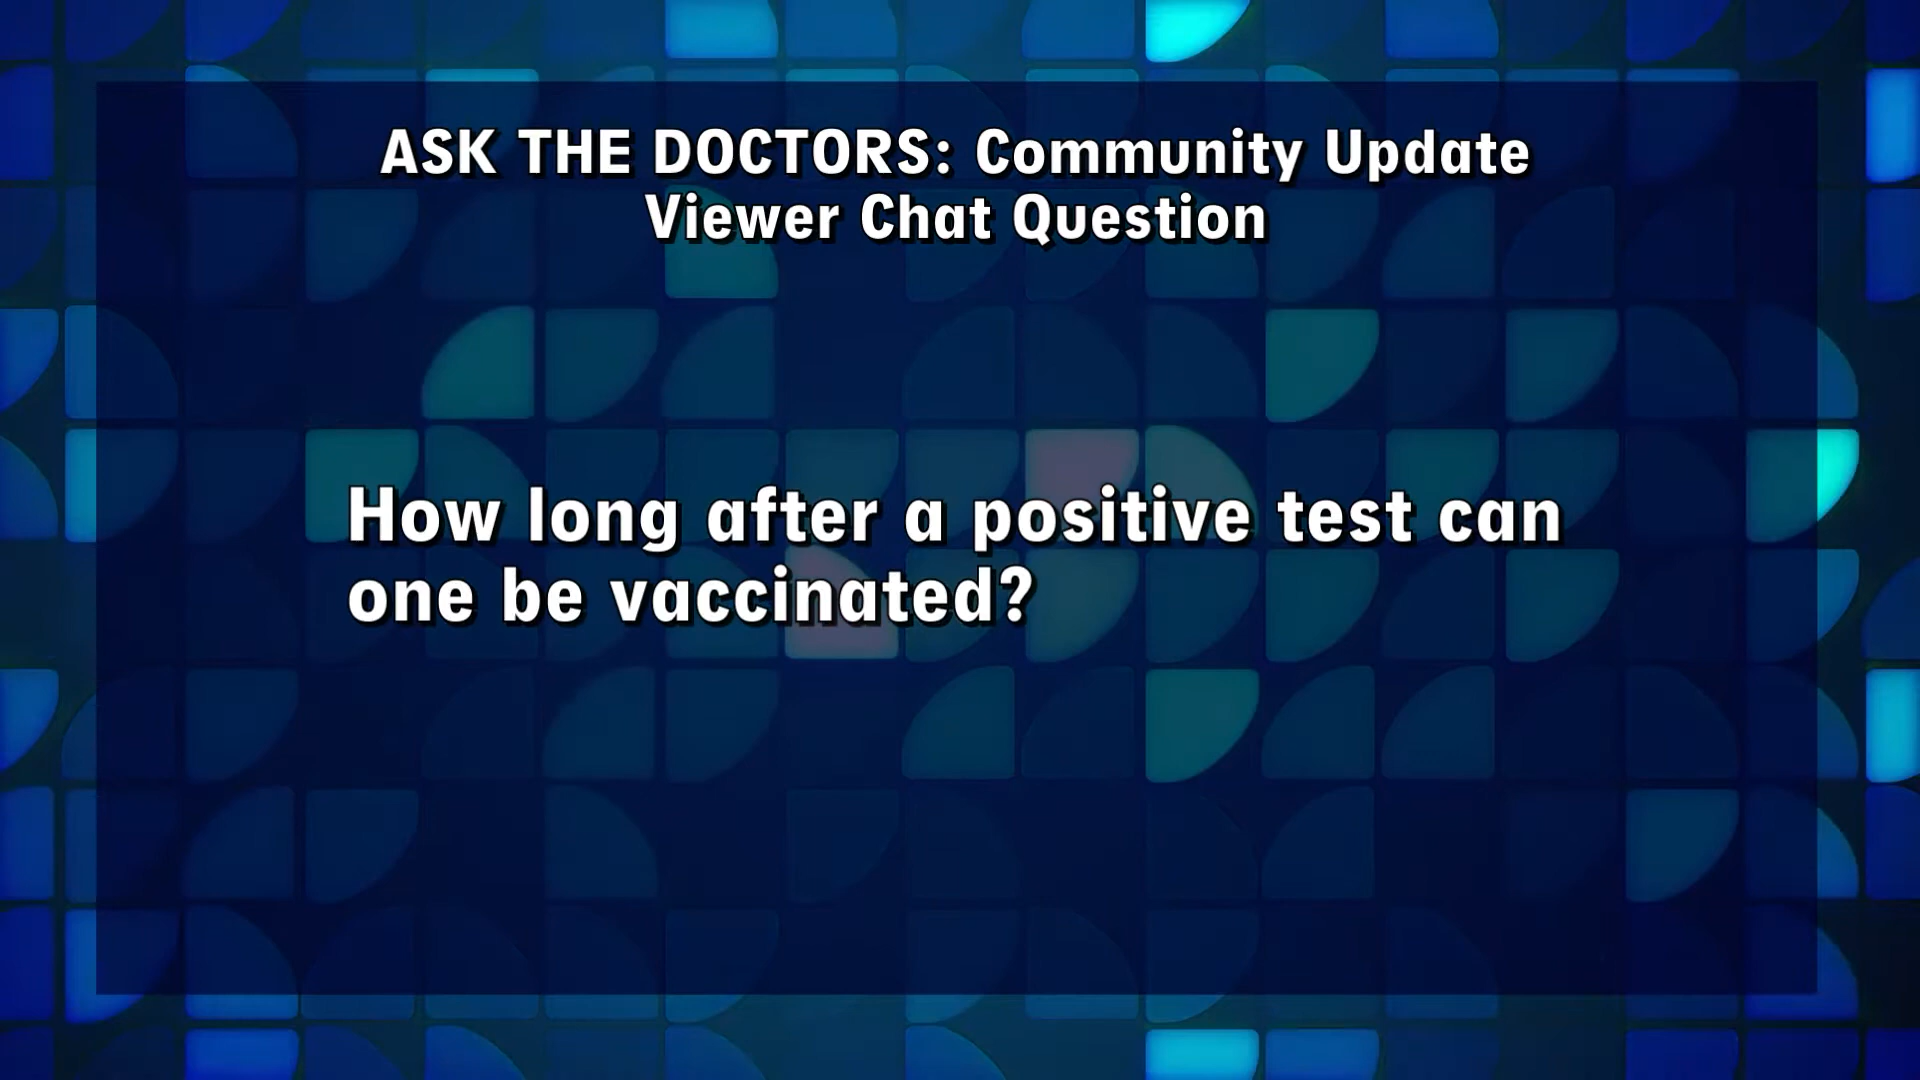 ASK THE DOCTORS: Community Update
Viewer Chat Question
How long after a positive test can
one be vaccinated?